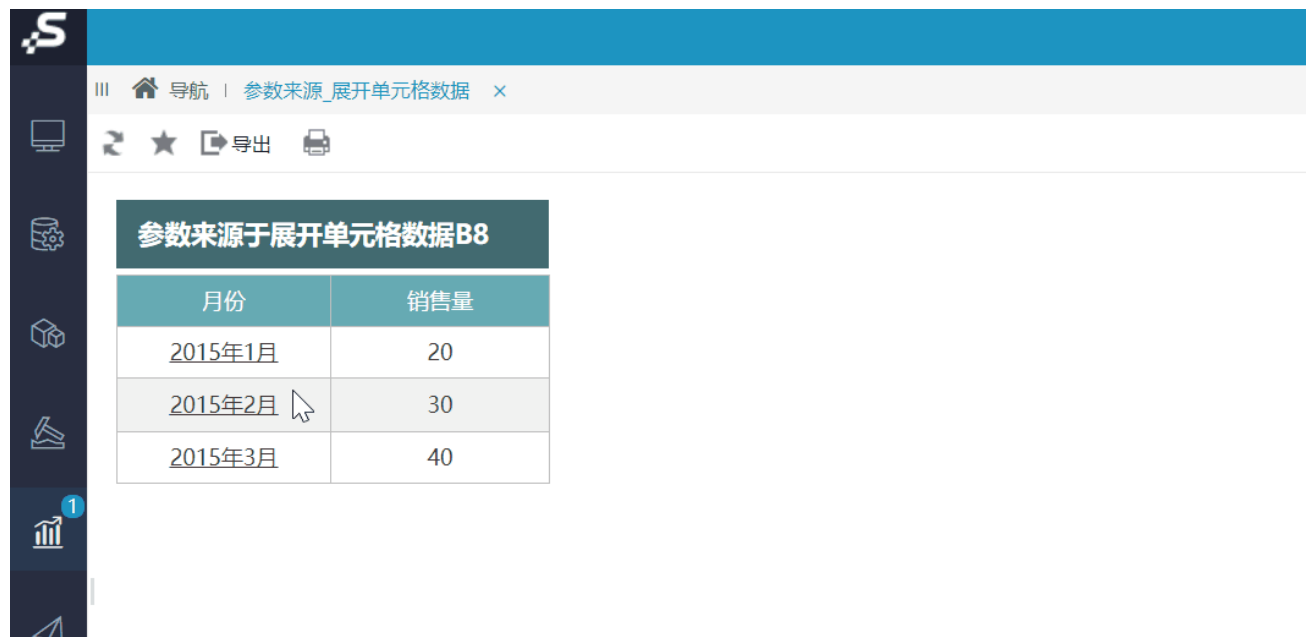 S
导航 参数来源_展开单元格数据 ×
导出
参数来源于展开单元格数据B8
月份 销售量
2015年1月 20
2015年2月 30
2015年3月 40
1